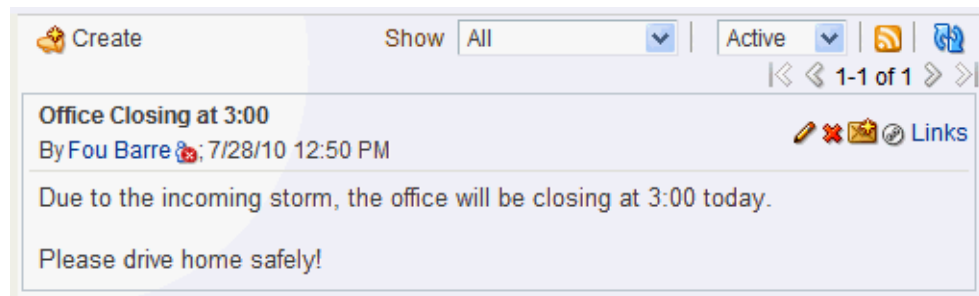 Create Show All Active
1-1 of 1
Office Closing at 3:00
By Fou Barre; 7/28/10 12:50 PM
Links
Due to the incoming storm, the office will be closing at 3:00 today.
Please drive home safely!